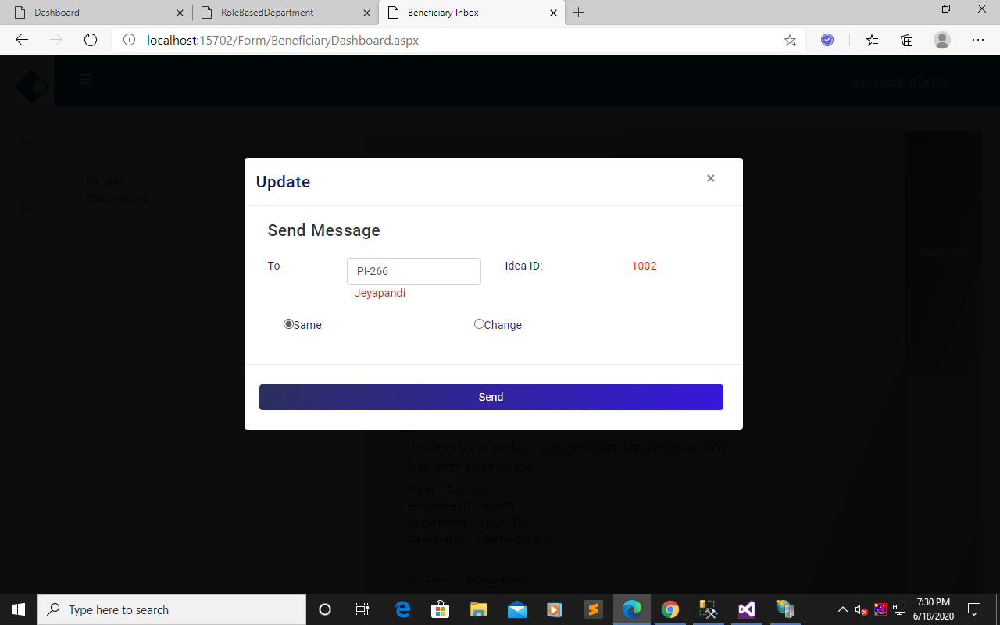 Dashboard
RoleBasedDepartment
Beneficiary Inbox
localhost:15702/Form/BeneficiaryDashboard.aspx
WELCOME: ROOPA
Nicolas
check rating
Response
Update
×
Send Message
To
PI-266
Idea ID:
1002
Jeyapandi
Same
Change
Send
testing to whether suggestion showing or not
5/28/2020 12:00:00 AM
From : Gavaskar
Employee ID : PI-103
Department : LOGISTIC
Designaton : Master planner
Category : Productivity
Type here to search
7:30 PM
6/18/2020